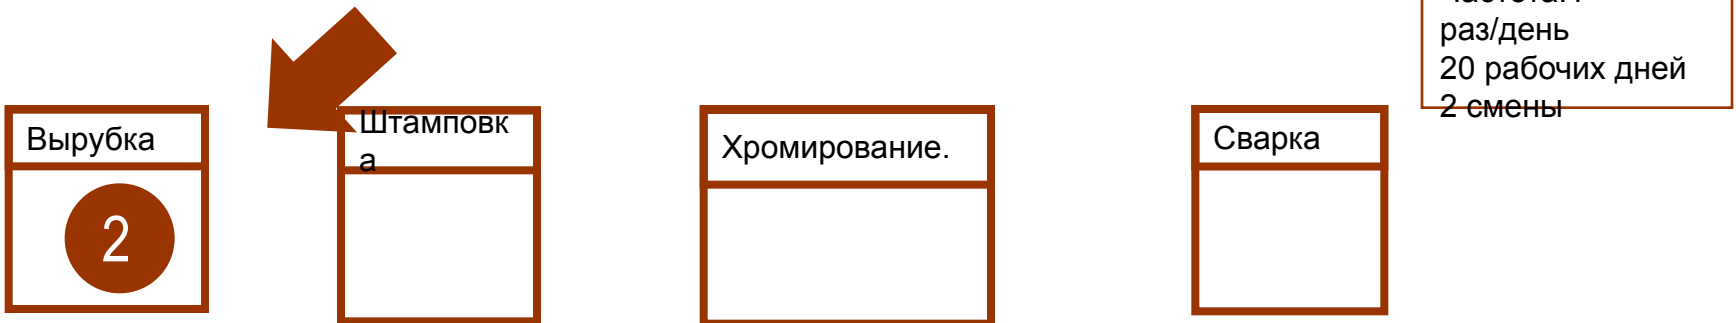 раз/день
20 рабочих дней
2 смены
Вырубка
Штамповк
а
Хромирование.
Сварка
2